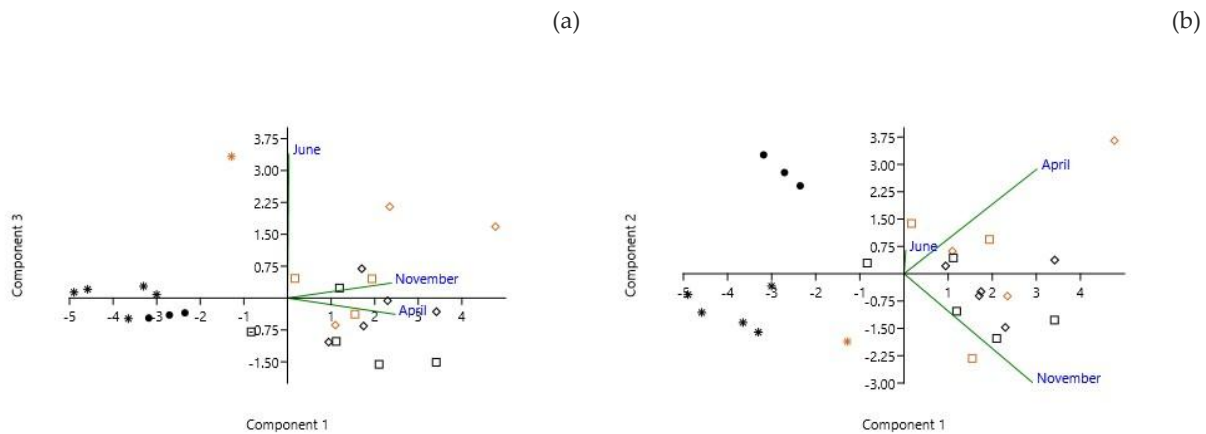 (a)
(b)
3.75
June
3.00
2.25
1.50
0.75
November
-5 -4 -3 -2 April 1 2 3 4
-0.75
-1.50
Component 3
Component 1
3.75
April
3.00
2.25
1.50
0.75
June
-5 -4 -3 -2 -1 1 2 3 4
-0.75
-1.50
-2.25
-3.00
November
Component 2
Component 1